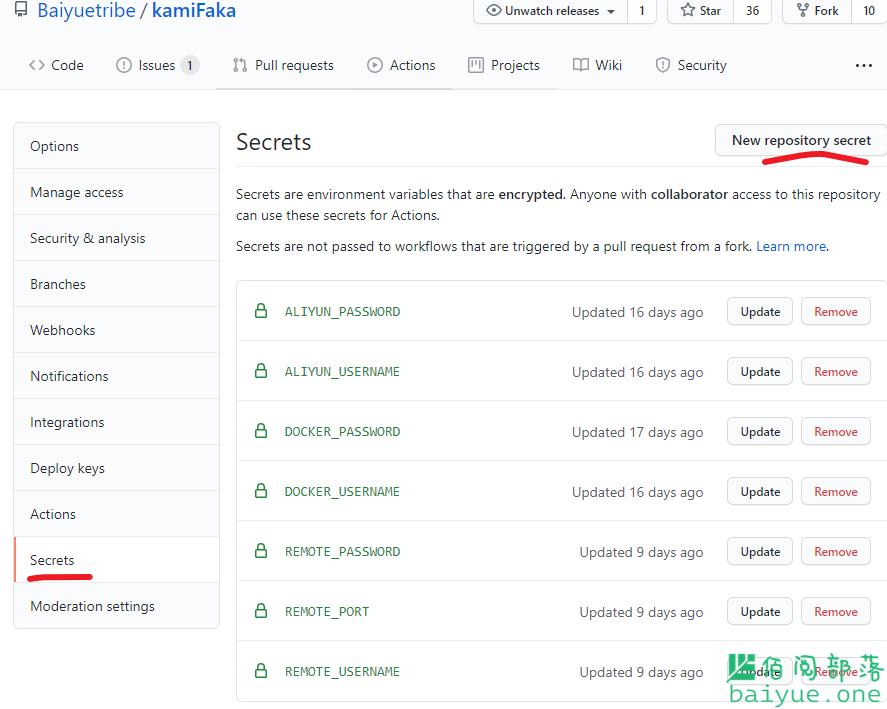 Baiyuetribe / kamiFaka
Unwatch releases 1 Star 36 Fork 10
Code Issues 1 Pull requests Actions Projects Wiki Security ...
Options
Manage access
Security & analysis
Branches
Webhooks
Notifications
Integrations
Deploy keys
Actions
Secrets
Moderation settings
Secrets
New repository secret
Secrets are environment variables that are encrypted. Anyone with collaborator access to this repository
can use these secrets for Actions.
Secrets are not passed to workflows that are triggered by a pull request from a fork. Learn more.
ALIYUN_PASSWORD Updated 16 days ago Update Remove
ALIYUN_USERNAME Updated 16 days ago Update Remove
DOCKER_PASSWORD Updated 17 days ago Update Remove
DOCKER_USERNAME Updated 16 days ago Update Remove
REMOTE_PASSWORD Updated 9 days ago Update Remove
REMOTE_PORT Updated 9 days ago Update Remove
REMOTE_USERNAME Updated 9 days ago Update Remove
佰阅部落
baiyue.one